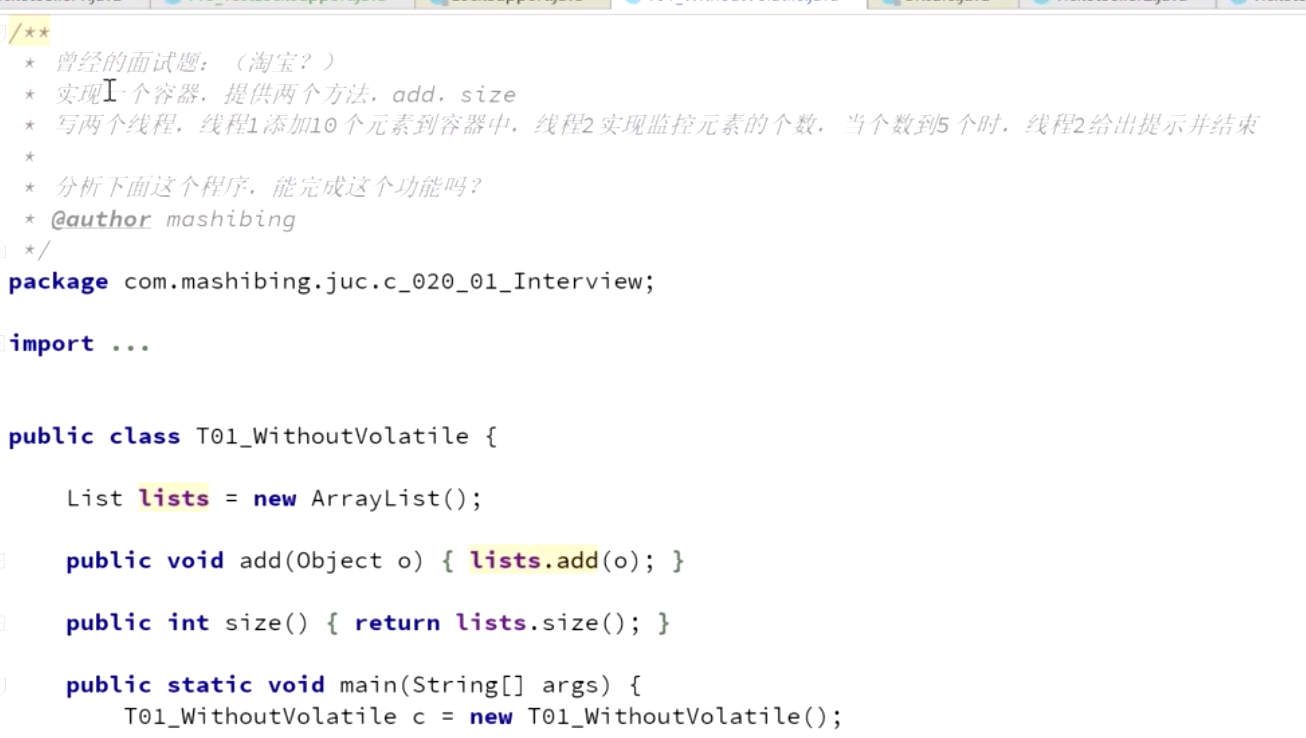 /**
 * 曾经的面试题：（淘宝？）
 * 实现一个容器，提供两个方法，add，size
 * 写两个线程，线程1添加10个元素到容器中，线程2实现监控元素的个数，当个数到5个时，线程2给出提示并结束
 *
 * 分析下面这个程序，能完成这个功能吗？
 * @author mashibing
 */
package com.mashibing.juc.c_020_01_Interview;
import ...
public class T01_WithoutVolatile {
List lists = new ArrayList();
public void add(Object o) { lists.add(o); }
public int size() { return lists.size(); }
public static void main(String[] args) {
T01_WithoutVolatile c = new T01_WithoutVolatile();